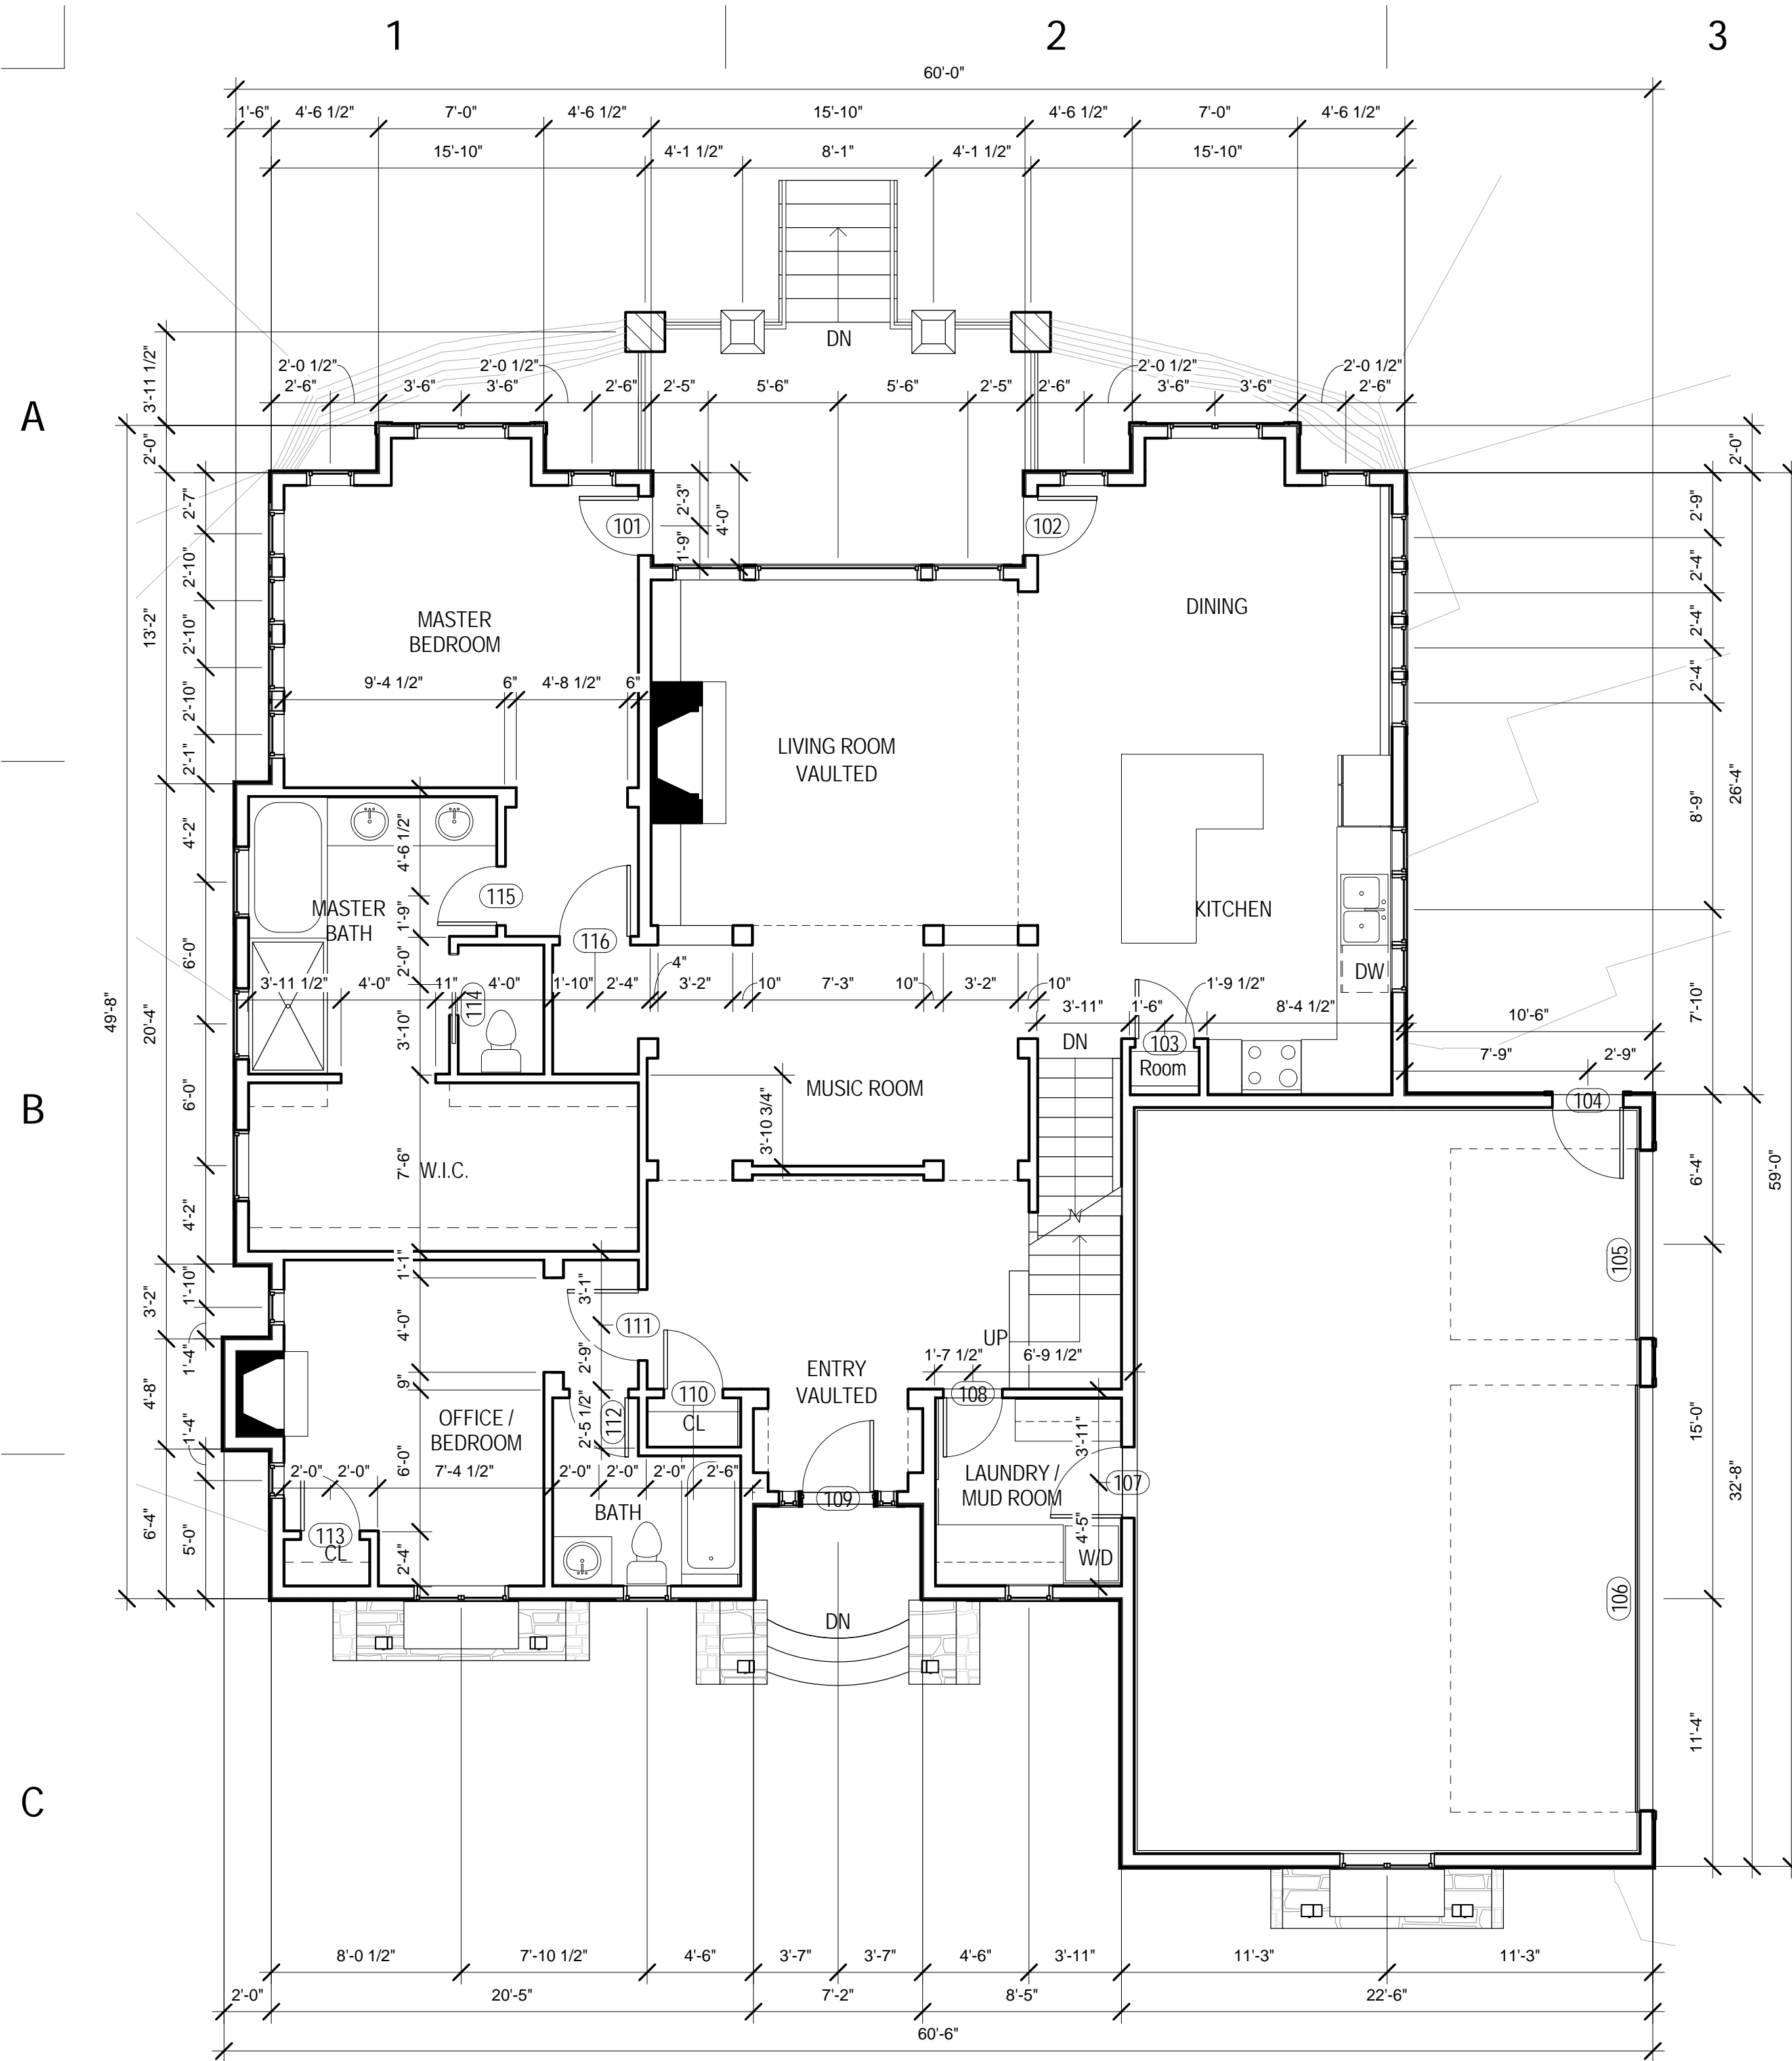 1 2 3
60'-0"
1'-6" 4'-6 1/2" 7'-0" 4'-6 1/2" 15'-10" 4'-6 1/2" 7'-0" 4'-6 1/2"
15'-10" 4'-1 1/2" 8'-1" 4'-1 1/2" 15'-10"
DN
3'-11 1/2"
2'-0 1/2" 2'-0 1/2" 2'-0 1/2" 2'-0 1/2"
2'-6" 3'-6" 3'-6" 2'-6" 2'-5" 5'-6" 5'-6" 2'-5" 2'-6" 3'-6" 3'-6" 2'-6"
A
2'-0" 2'-0"
2'-7" 2'-3" 4'-0" 1'-9" 2'-9"
101 102
2'-10" 2'-4"
13'-2"
MASTER
BEDROOM
DINING
2'-10" 2'-4"
9'-4 1/2" 6" 4'-8 1/2" 6"
2'-10" 2'-4"
2'-1"
LIVING ROOM
VAULTED
26'-4"
4'-2" 4'-6 1/2" 8'-9"
115
MASTER
BATH
1'-9"
KITCHEN
116
6'-0" 2'-0"
4"
DW
3'-11 1/2" 4'-0" 11" 4'-0" 1'-10" 2'-4" 3'-2" 10" 7'-3" 10" 3'-2" 10"
114
3'-11" 1'-6" 1'-9 1/2" 8'-4 1/2" 10'-6" 7'-10"
49'-8" 20'-4" 3'-10"
DN
103
Room
7'-9" 2'-9"
MUSIC ROOM
104
B
6'-0" 3'-10 3/4"
7'-6"
W.I.C.
6'-4" 59'-0"
4'-2"
105
1'-1"
3'-2" 1'-10" 3'-1"
111
4'-0"
UP
1'-4" 2'-9"
1'-7 1/2" 6'-9 1/2"
ENTRY
VAULTED
4'-8" 9"
110
CL
108
OFFICE /
BEDROOM
112
2'-5 1/2"
3'-11"
15'-0"
1'-4" 6'-0"
2'-0" 2'-0" 7'-4 1/2" 2'-0" 2'-0" 2'-0" 2'-6"
LAUNDRY /
MUD ROOM
107
32'-8"
109
BATH
6'-4" 5'-0"
113
CL
2'-4"
4'-5"
W/D
106
DN
11'-4"
C
8'-0 1/2" 7'-10 1/2" 4'-6" 3'-7" 3'-7" 4'-6" 3'-11" 11'-3" 11'-3"
2'-0" 20'-5" 7'-2" 8'-5" 22'-6"
60'-6"